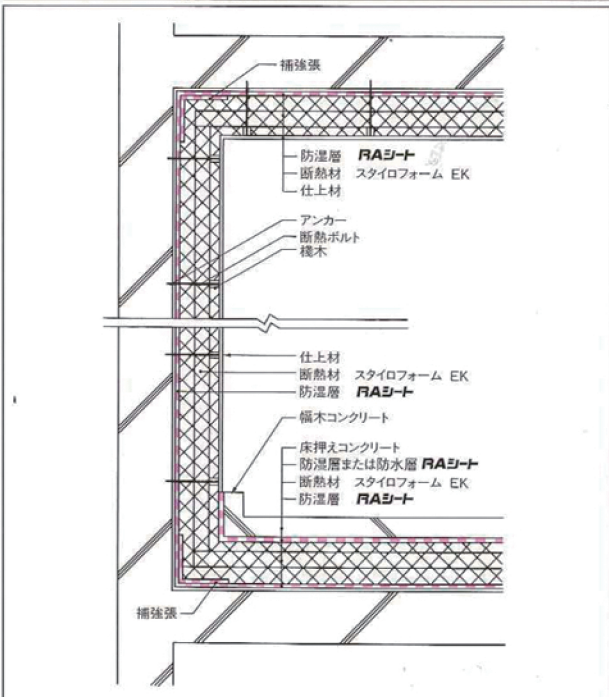 補強張
防湿層 RAシート
断熱材 スタイロフォーム EK
仕上材
アンカー
断熱ボルト
棧木
仕上材
断熱材 スタイロフォーム EK
防湿層 RAシート
幅木コンクリート
床押えコンクリート
防湿層または防水層 RAシート
断熱材 スタイロフォーム EK
防湿層 RAシート
補強張